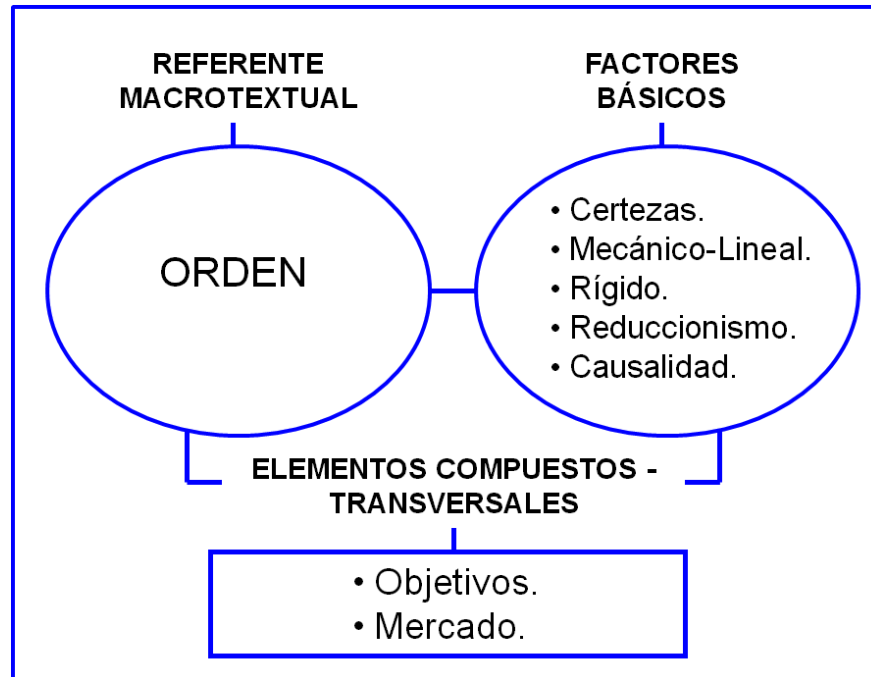 REFERENTE
MACROTEXTUAL
FACTORES
BÁSICOS
ORDEN
• Certezas.
• Mecánico-Lineal.
• Rígido.
• Reduccionismo.
• Causalidad.
ELEMENTOS COMPUESTOS -
TRANSVERSALES
• Objetivos.
• Mercado.